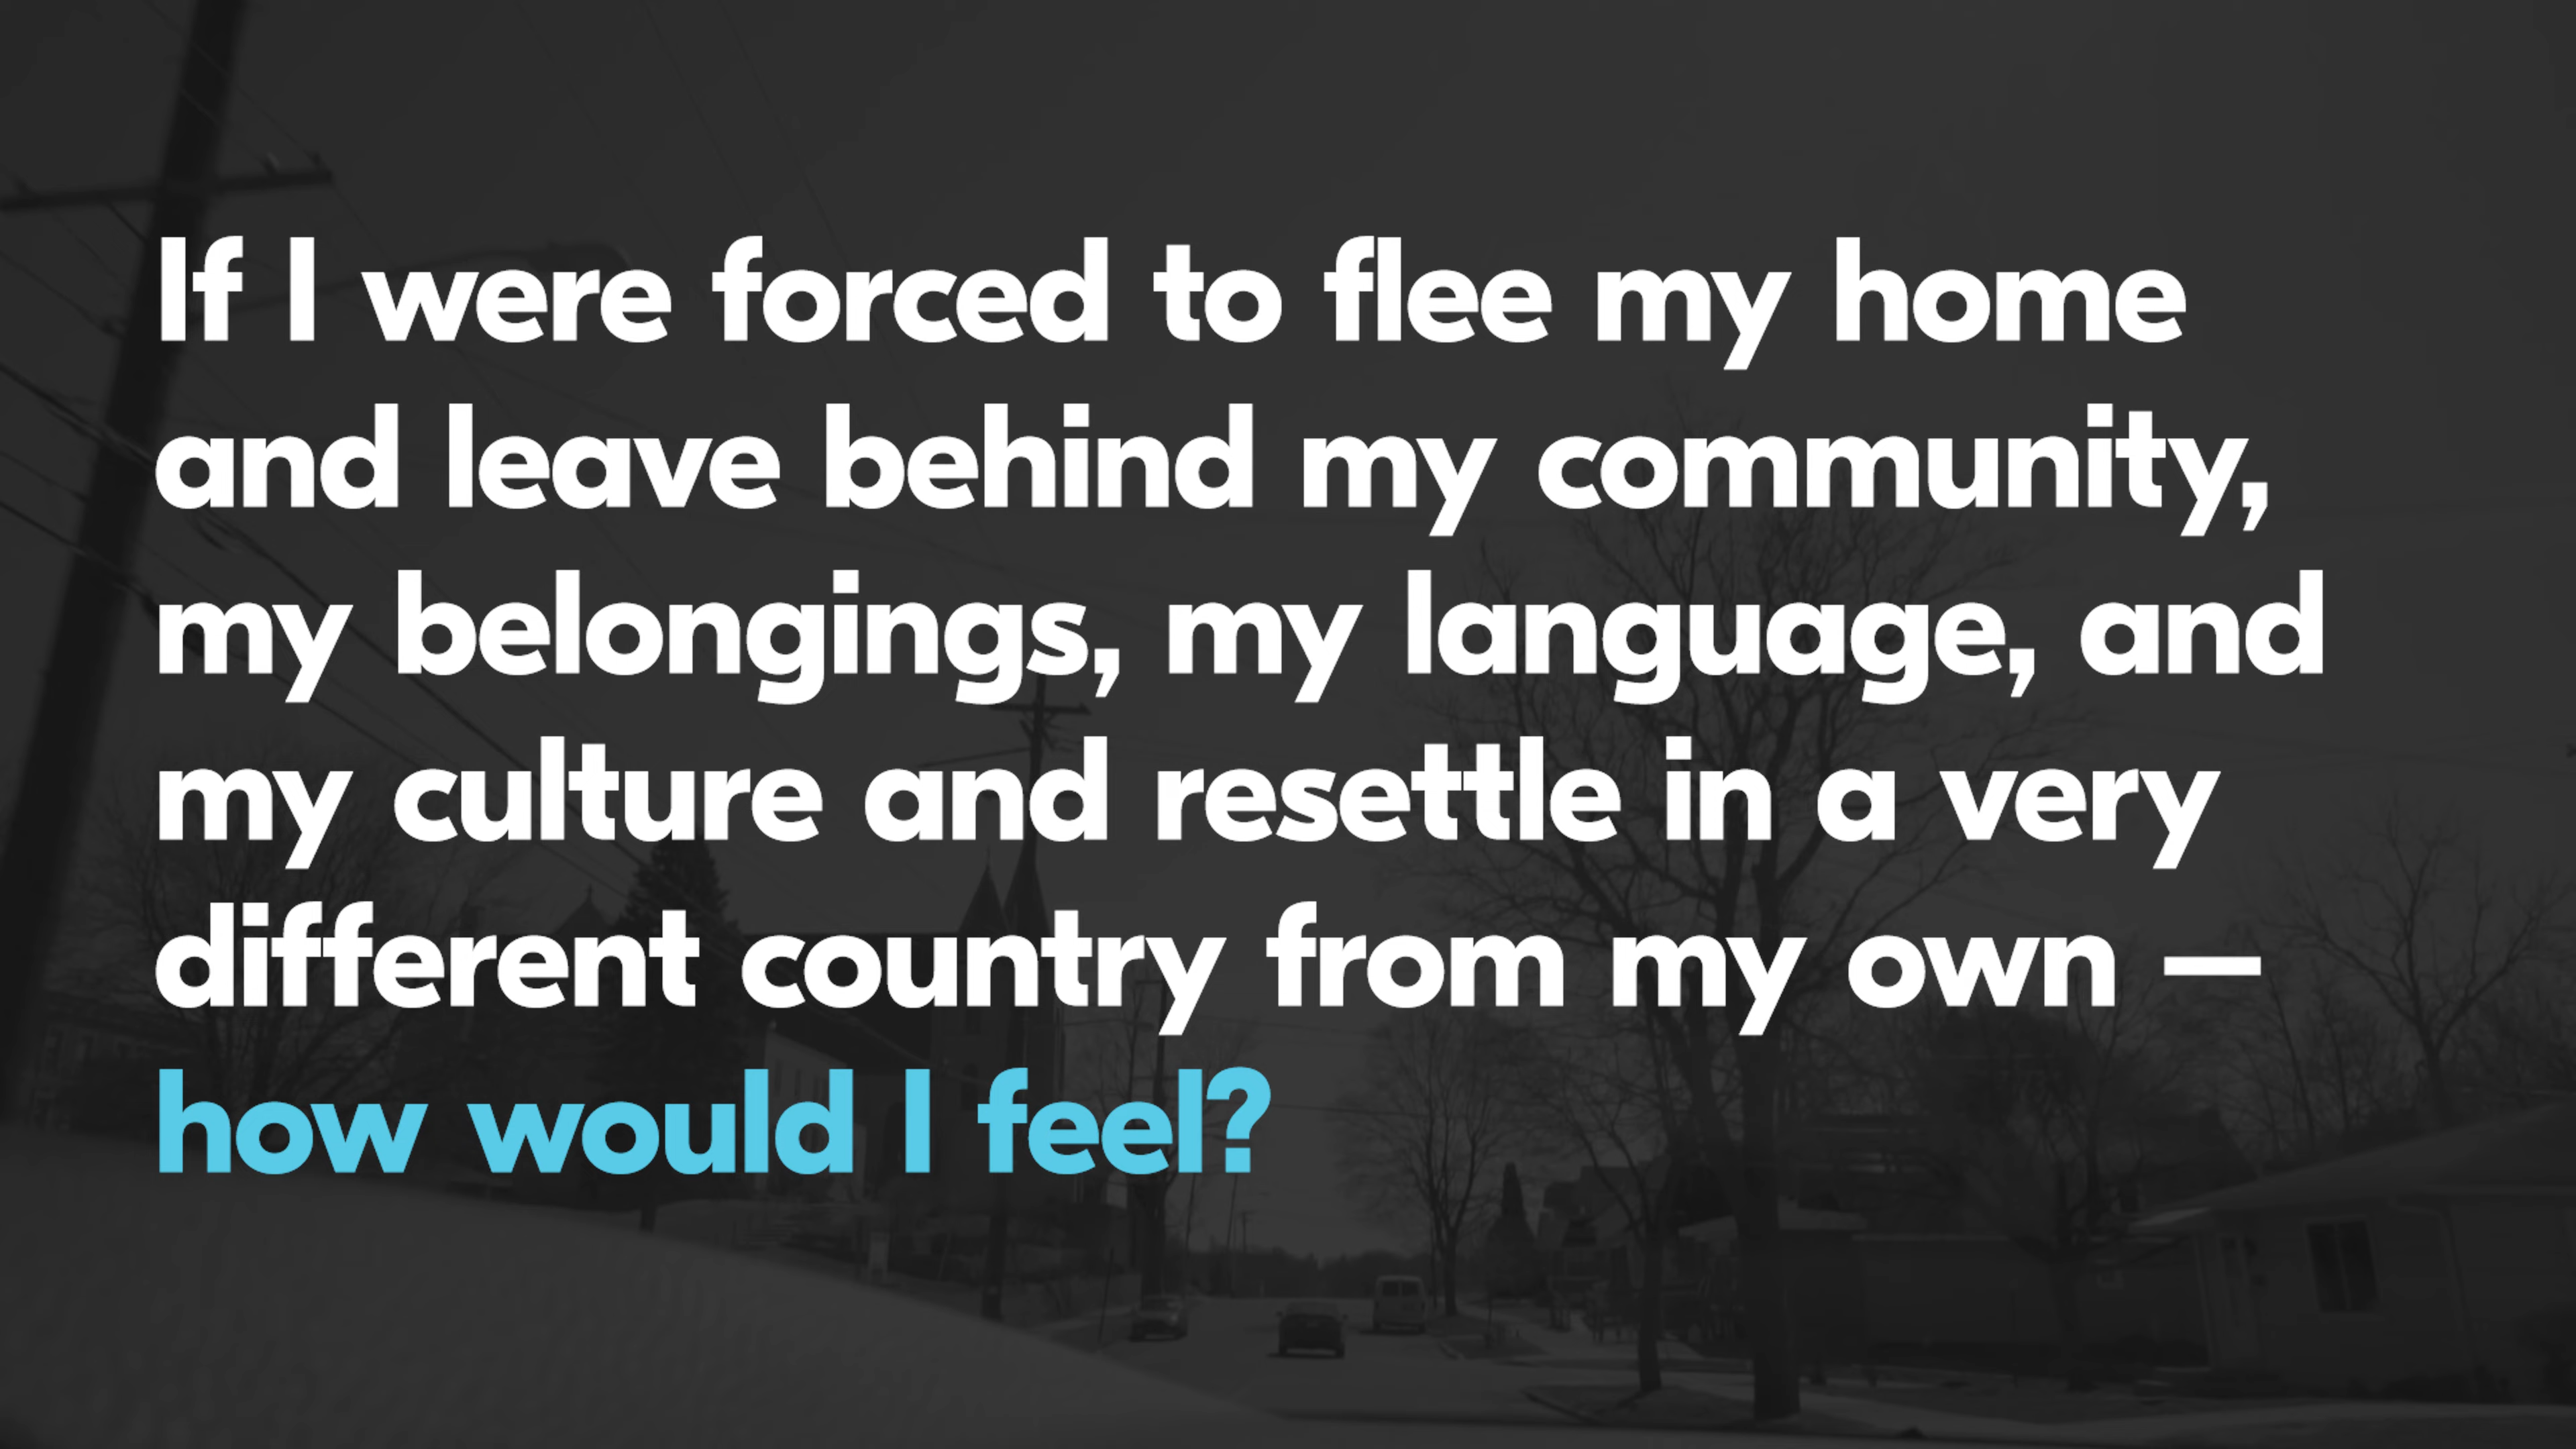 If I were forced to flee my home
and leave behind my community,
my belongings, my language, and
my culture and resettle in a very
different country from my own –
how would I feel?